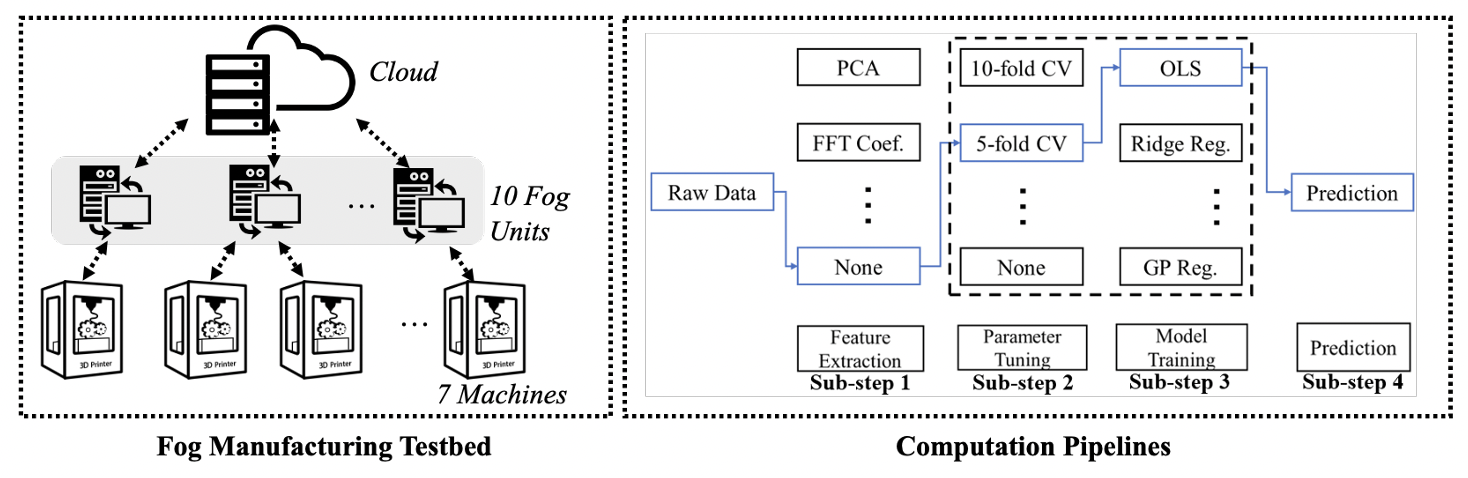 Cloud
10 Fog
Units
3D Printer
3D Printer
3D Printer
3D Printer
7 Machines
Fog Manufacturing Testbed
PCA
10-fold CV
OLS
FFT Coef.
5-fold CV
Ridge Reg.
Raw Data
Prediction
None
None
GP Reg.
Feature
Extraction
Parameter
Tuning
Model
Training
Prediction
Sub-step 1
Sub-step 2
Sub-step 3
Sub-step 4
Computation Pipelines